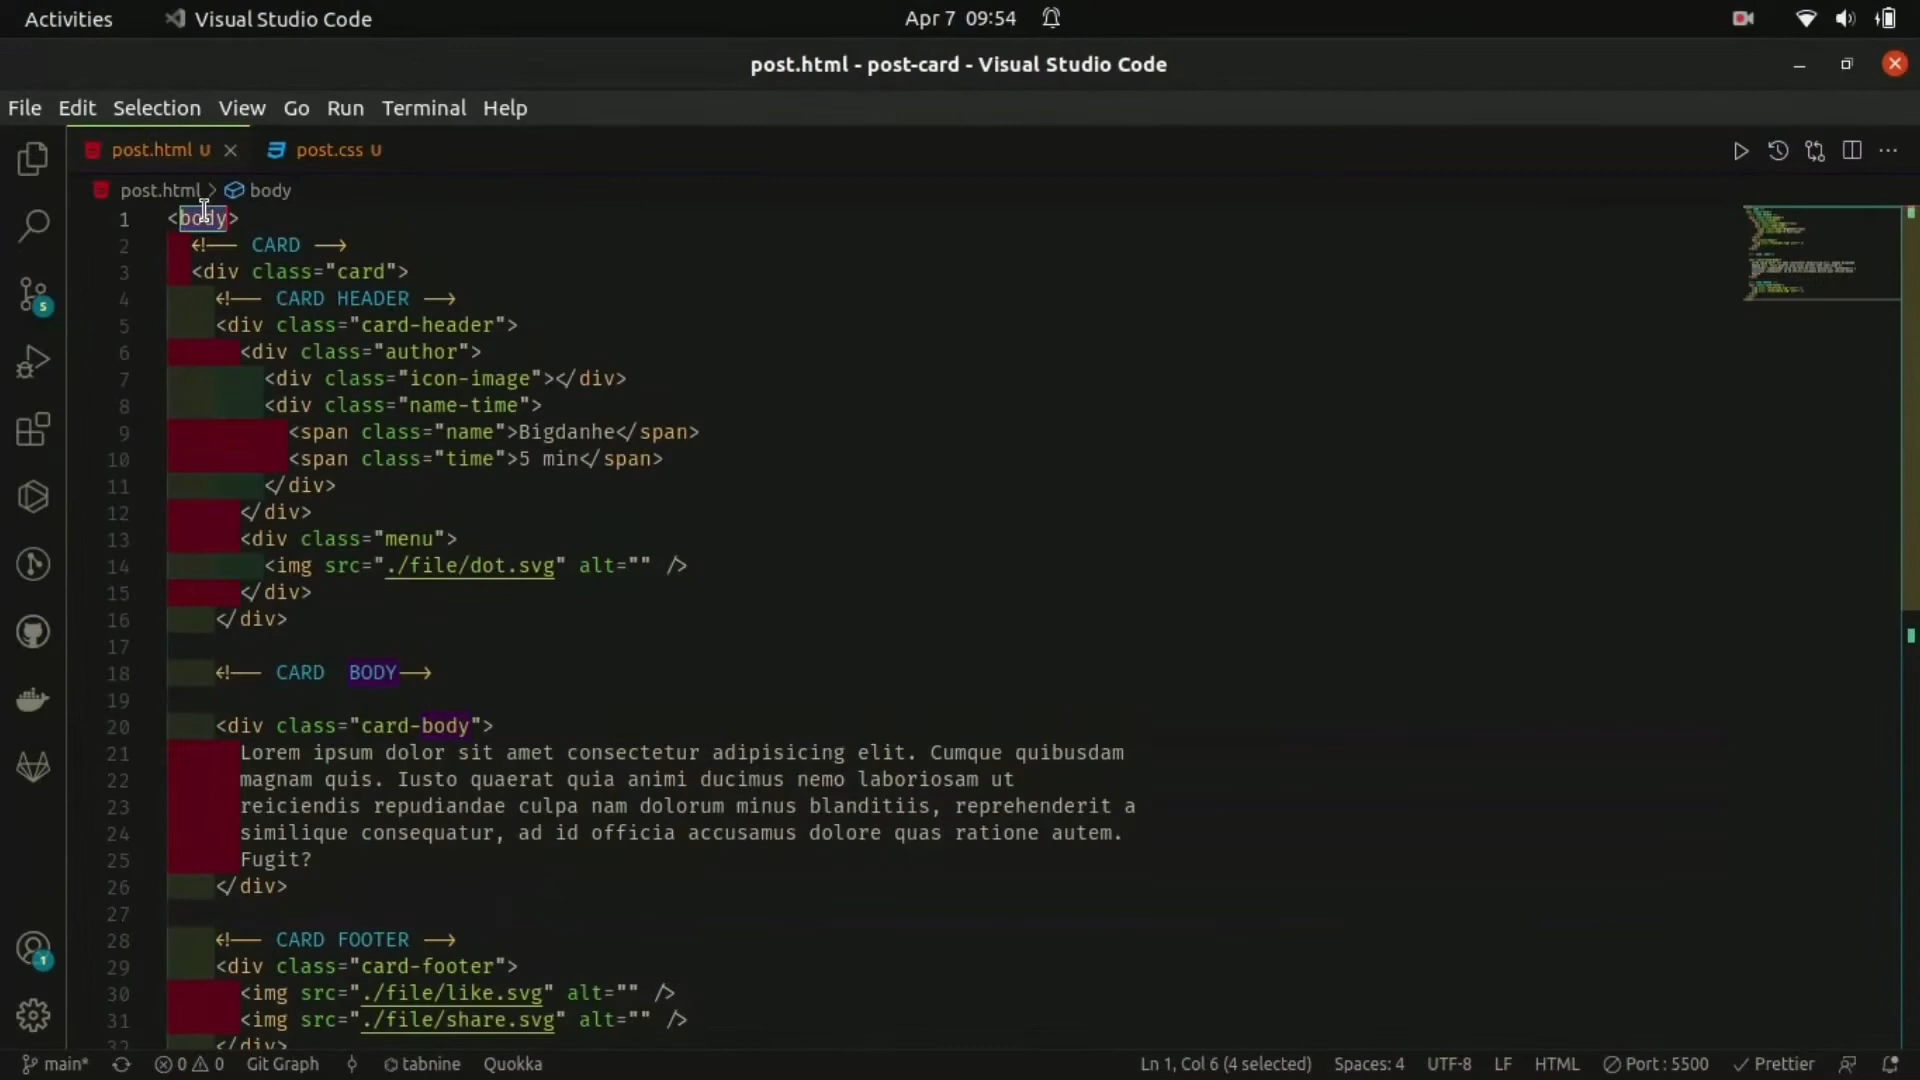 Activities Visual Studio Code Apr 7 09:54
post.html - post-card - Visual Studio Code
File Edit Selection View Go Run Terminal Help
post.html U post.css U
post.html > body
1 <body>
2 <!-- CARD -->
3 <div class="card">
4 <!-- CARD HEADER -->
5 <div class="card-header">
6 <div class="author">
7 <div class="icon-image"></div>
8 <div class="name-time">
9 <span class="name">Bigdanhe</span>
10 <span class="time">5 min</span>
11 </div>
12 </div>
13 <div class="menu">
14 <img src="./file/dot.svg" alt="" />
15 </div>
16 </div>
17
18 <!-- CARD  BODY-->
19
20 <div class="card-body">
21 Lorem ipsum dolor sit amet consectetur adipisicing elit. Cumque quibusdam
22 magnam quis. Iusto quaerat quia animi ducimus nemo laboriosam ut
23 reiciendis repudiandae culpa nam dolorum minus blanditiis, reprehenderit a
24 similique consequatur, ad id officia accusamus dolore quas ratione autem.
25 Fugit?
26 </div>
27
28 <!-- CARD FOOTER -->
29 <div class="card-footer">
30 <img src="./file/like.svg" alt="" />
31 <img src="./file/share.svg" alt="" />
32 </div>
5
1
main* 0 0 Git Graph tabnine Quokka Ln 1, Col 6 (4 selected) Spaces: 4 UTF-8 LF HTML Port : 5500 Prettier